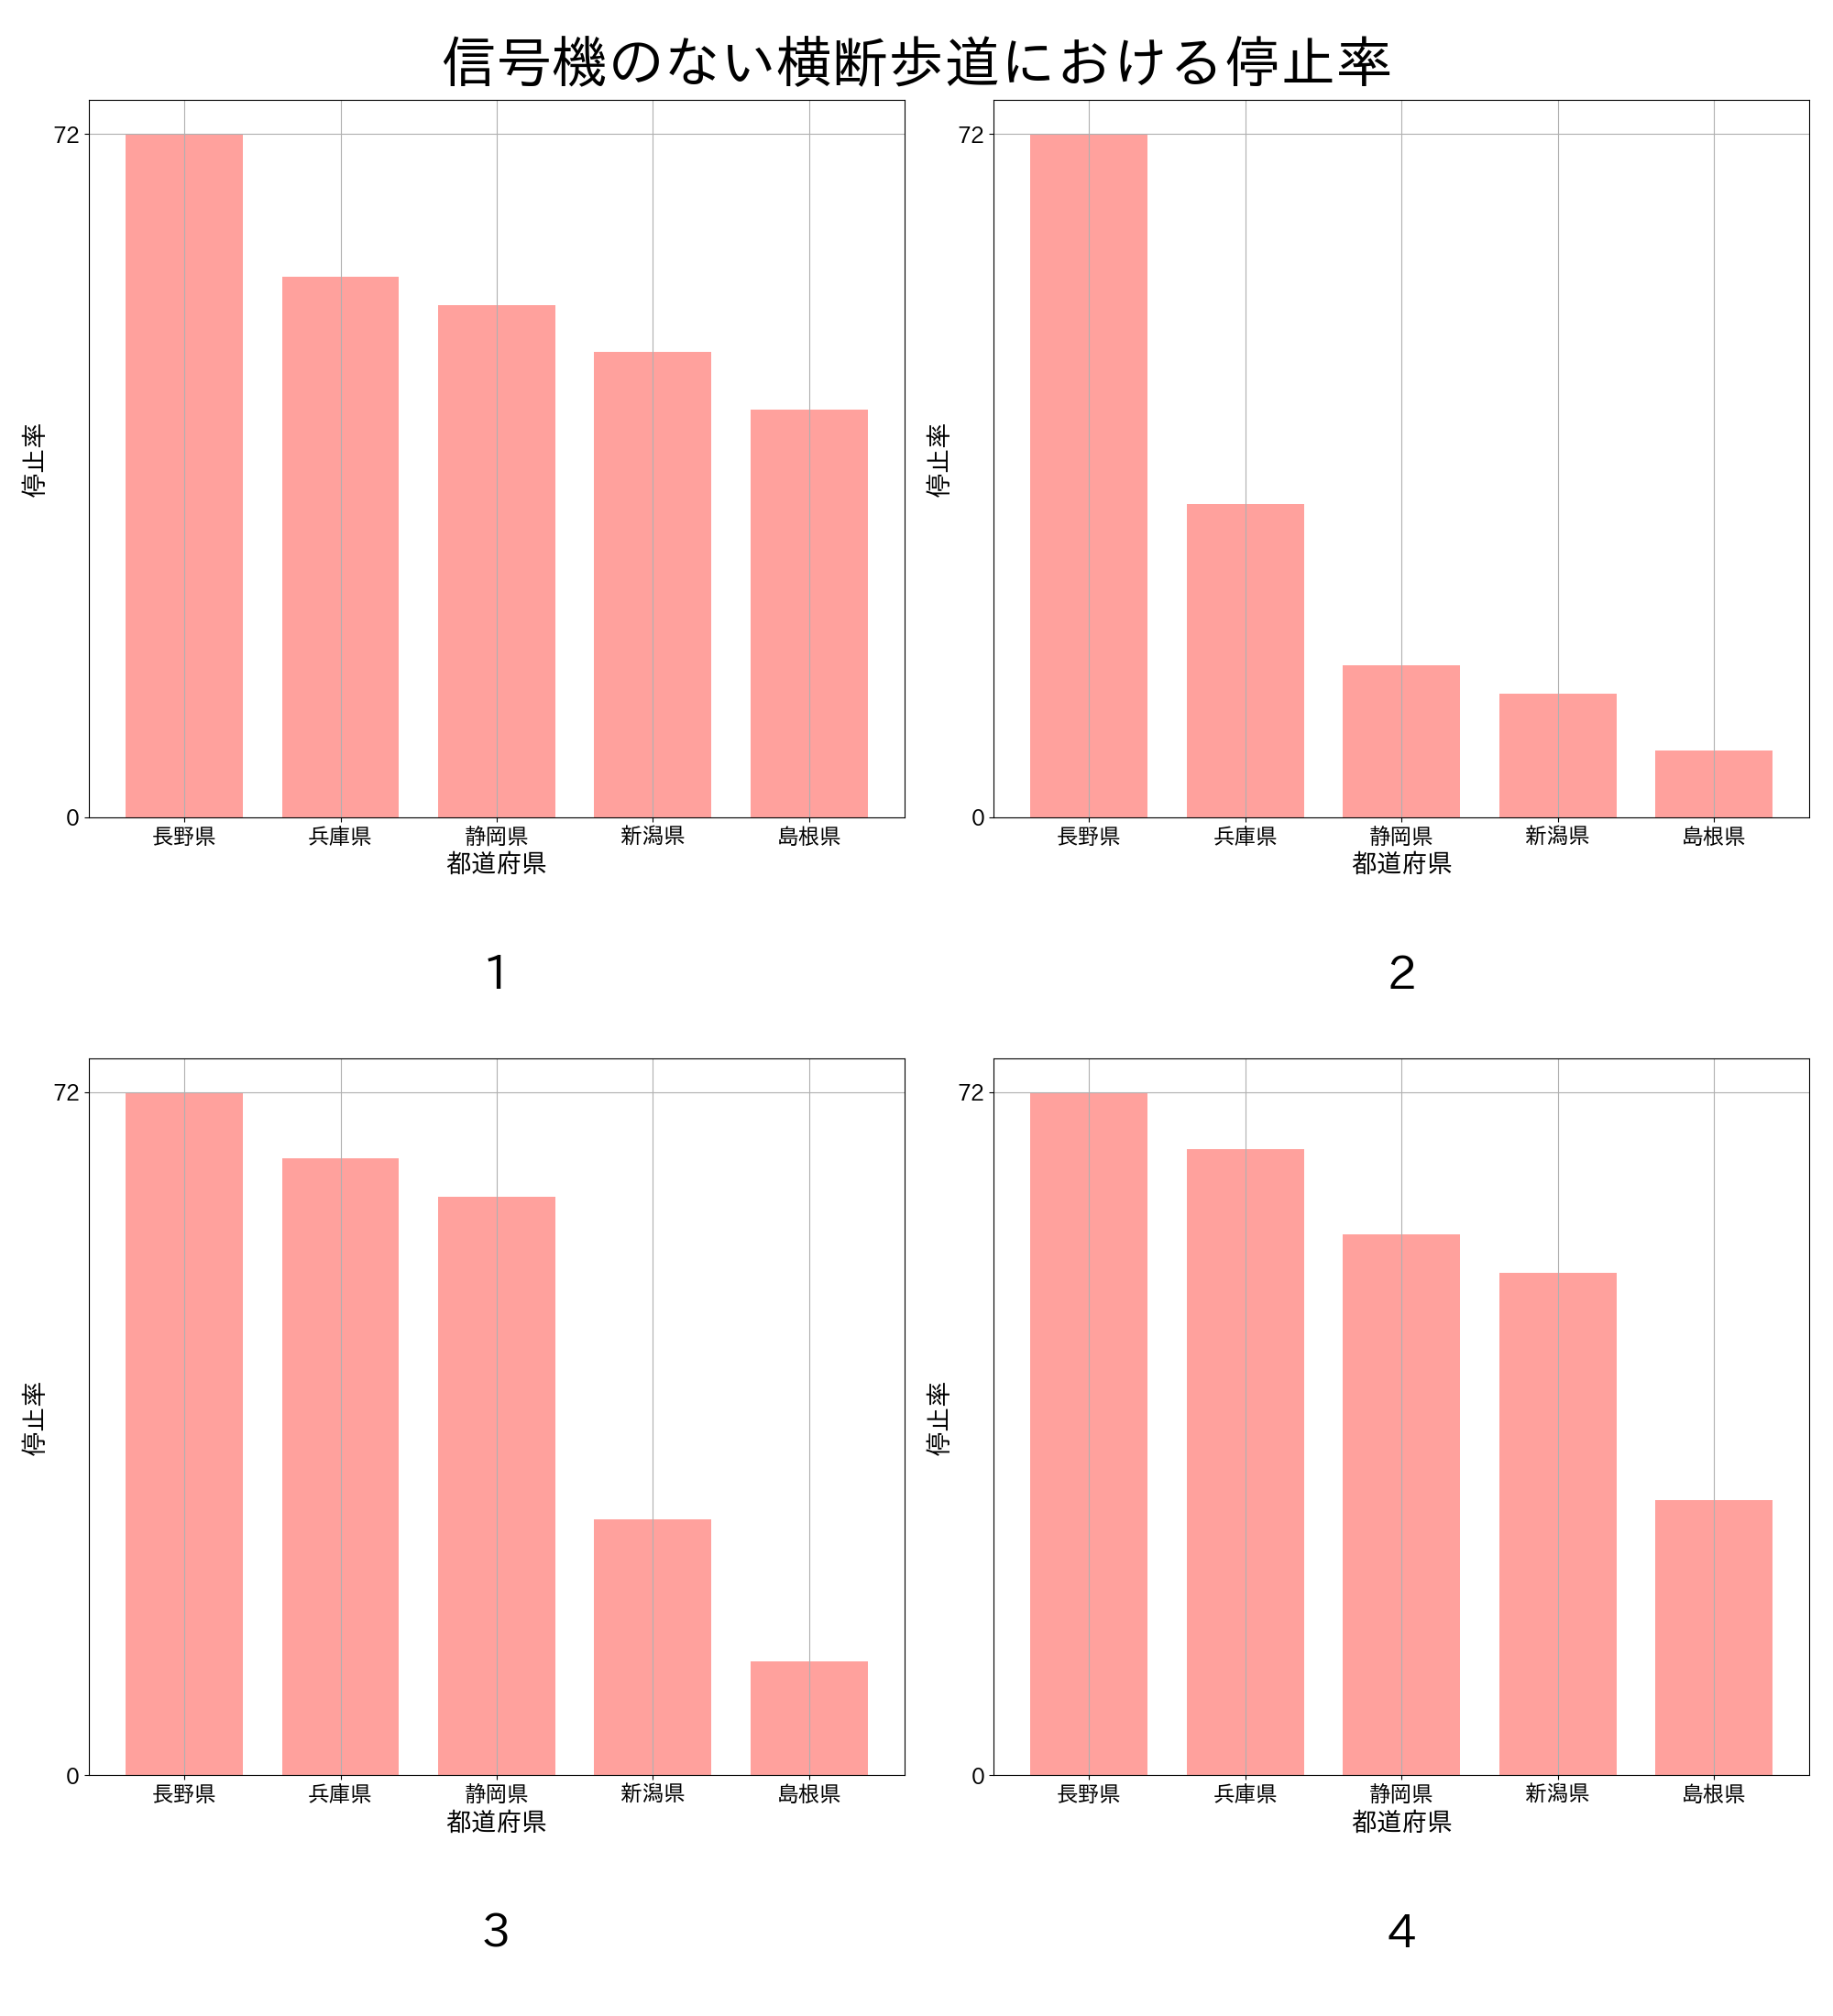 信号機のない横断歩道における停止率
72
停止率
0
長野県 兵庫県 静岡県 新潟県 島根県
都道府県
1
72
停止率
0
長野県 兵庫県 静岡県 新潟県 島根県
都道府県
2
72
停止率
0
長野県 兵庫県 静岡県 新潟県 島根県
都道府県
3
72
停止率
0
長野県 兵庫県 静岡県 新潟県 島根県
都道府県
4